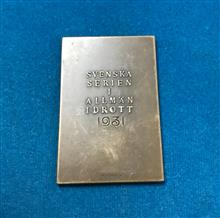 SVENSKA
SERIEN
I
ALLMÄN
IDROTT
1931